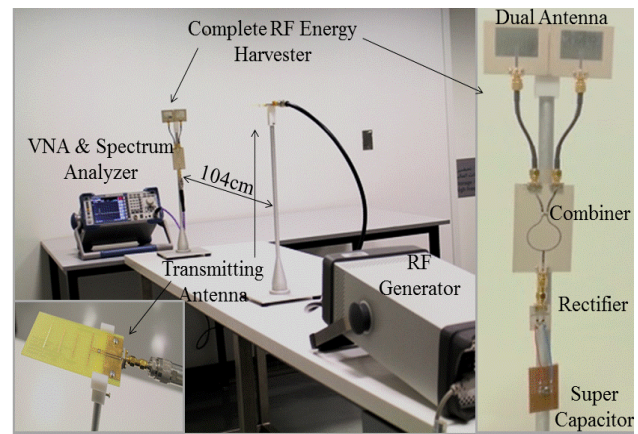 Complete RF Energy
Harvester
VNA & Spectrum
Analyzer
104cm
Transmitting
Antenna
RF
Generator
Dual Antenna
Combiner
Rectifier
Super
Capacitor